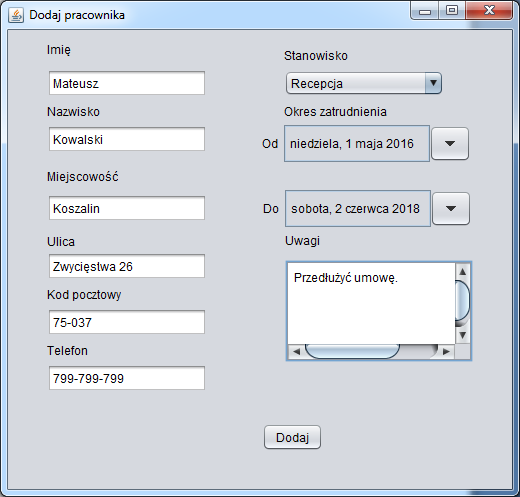 Dodaj pracownika
Imię
Mateusz
Nazwisko
Kowalski
Miejscowość
Koszalin
Ulica
Zwycięstwa 26
Kod pocztowy
75-037
Telefon
799-799-799
Stanowisko
Recepcja
Okres zatrudnienia
Od niedziela, 1 maja 2016
Do sobota, 2 czerwca 2018
Uwagi
Przedłużyć umowę.
Dodaj